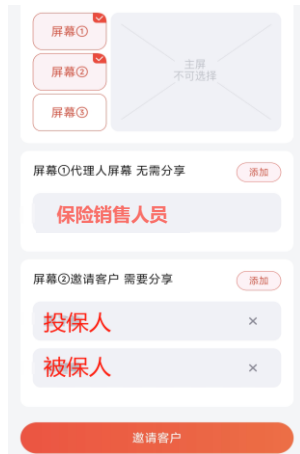 屏幕①
屏幕②
屏幕③
主屏
不可选择
屏幕①代理人屏幕 无需分享
添加
保险销售人员
屏幕②邀请客户 需要分享
添加
投保人
×
被保人
×
邀请客户